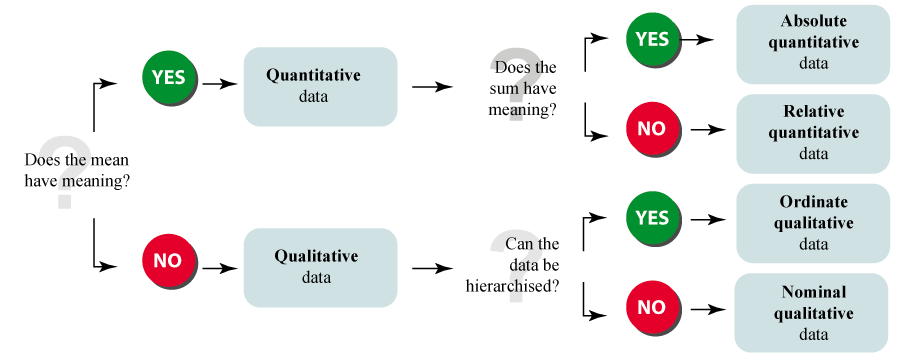 Does the mean
have meaning?
YES
Quantitative
data
Does the
sum have
meaning?
YES
Absolute
quantitative
data
NO
Relative
quantitative
data
NO
Qualitative
data
Can the
data be
hierarchised?
YES
Ordinate
qualitative
data
NO
Nominal
qualitative
data
?
?
?